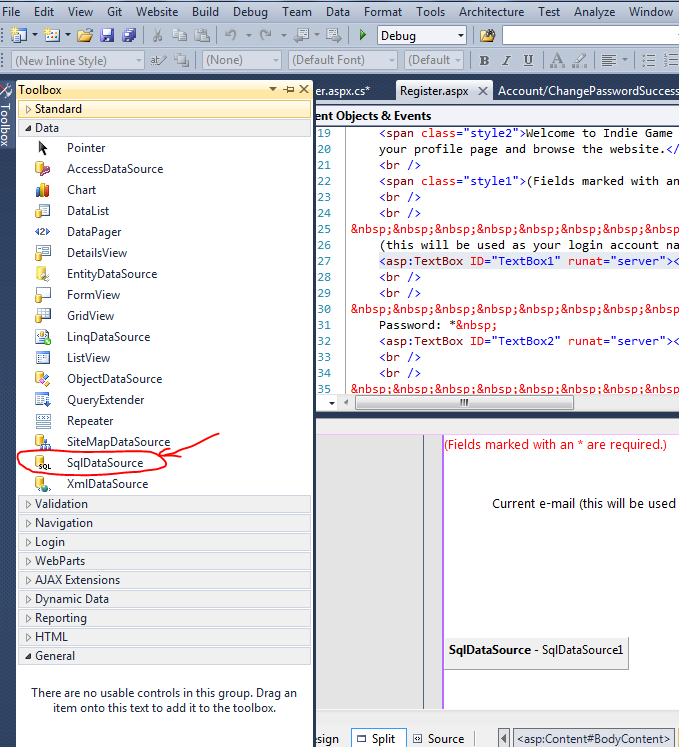 File Edit View Git Website Build Debug Team Data Format Tools Architecture Test Analyze Window
Debug
(New Inline Style) (None) (Default Font) (Default B I U A
Toolbox
Toolbox
er.aspx.cs* Register.aspx Account/ChangePasswordSuccess
Standard
ent Objects & Events
Data
Pointer
AccessDataSource
Chart
DataList
DataPager
DetailsView
EntityDataSource
FormView
GridView
LinqDataSource
ListView
ObjectDataSource
QueryExtender
Repeater
SiteMapDataSource
SQL SqlDataSource
XmlDataSource
Validation
Navigation
Login
WebParts
AJAX Extensions
Dynamic Data
Reporting
HTML
General
There are no usable controls in this group. Drag an
item onto this text to add it to the toolbox.
19 <span class="style2">Welcome to Indie Game
20 your profile page and browse the website.</
21 <br />
22 <span class="style1">(Fields marked with an
23 <br />
24 <br />
25 &nbsp;&nbsp;&nbsp;&nbsp;&nbsp;&nbsp;&nbsp;
26 (this will be used as your login account na
27 <asp:TextBox ID="TextBox1" runat="server"><
28 <br />
29 <br />
30 &nbsp;&nbsp;&nbsp;&nbsp;&nbsp;&nbsp;&nbsp;
31 Password: *&nbsp;
32 <asp:TextBox ID="TextBox2" runat="server"><
33 <br />
34 <br />
35 &nbsp;&nbsp;&nbsp;&nbsp;&nbsp;&nbsp;&nbsp;
(Fields marked with an * are required.)
Current e-mail (this will be used
SqlDataSource - SqlDataSource1
esign Split Source <asp:Content#BodyContent>